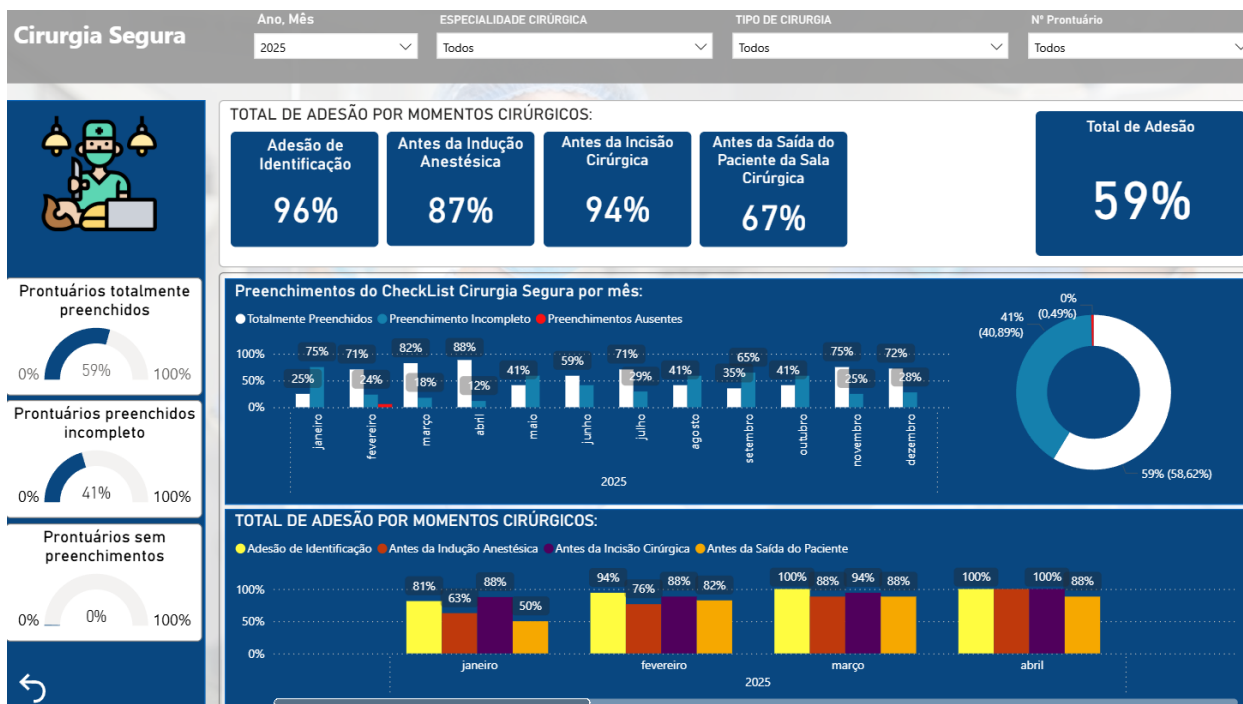 Cirurgia Segura
Ano, Mês
2025
ESPECIALIDADE CIRÚRGICA
Todos
TIPO DE CIRURGIA
Todos
Nº Prontuário
Todos
TOTAL DE ADESÃO POR MOMENTOS CIRÚRGICOS:
Adesão de
Identificação
96%
Antes da Indução
Anestésica
87%
Antes da Incisão
Cirúrgica
94%
Antes da Saída do
Paciente da Sala
Cirúrgica
67%
Total de Adesão
59%
Prontuários totalmente
preenchidos
0% 59% 100%
Prontuários preenchidos
incompleto
0% 41% 100%
Prontuários sem
preenchimentos
0% 0% 100%
Preenchimentos do CheckList Cirurgia Segura por mês:
Totalmente Preenchidos Preenchimento Incompleto Preenchimentos Ausentes
100%
50%
0%
25% 75% 71% 24% 82% 18% 88% 12% 41% 59% 71% 29% 41% 35% 65% 41% 75% 25% 72% 28%
janeiro fevereiro março abril maio junho julho agosto setembro outubro novembro dezembro
2025
0%
(0,49%)
41%
(40,89%)
59% (58,62%)
TOTAL DE ADESÃO POR MOMENTOS CIRÚRGICOS:
Adesão de Identificação Antes da Indução Anestésica Antes da Incisão Cirúrgica Antes da Saída do Paciente
100%
50%
0%
81% 63% 88% 50% 94% 76% 88% 82% 100% 88% 94% 88% 100% 100% 88%
janeiro fevereiro março abril
2025